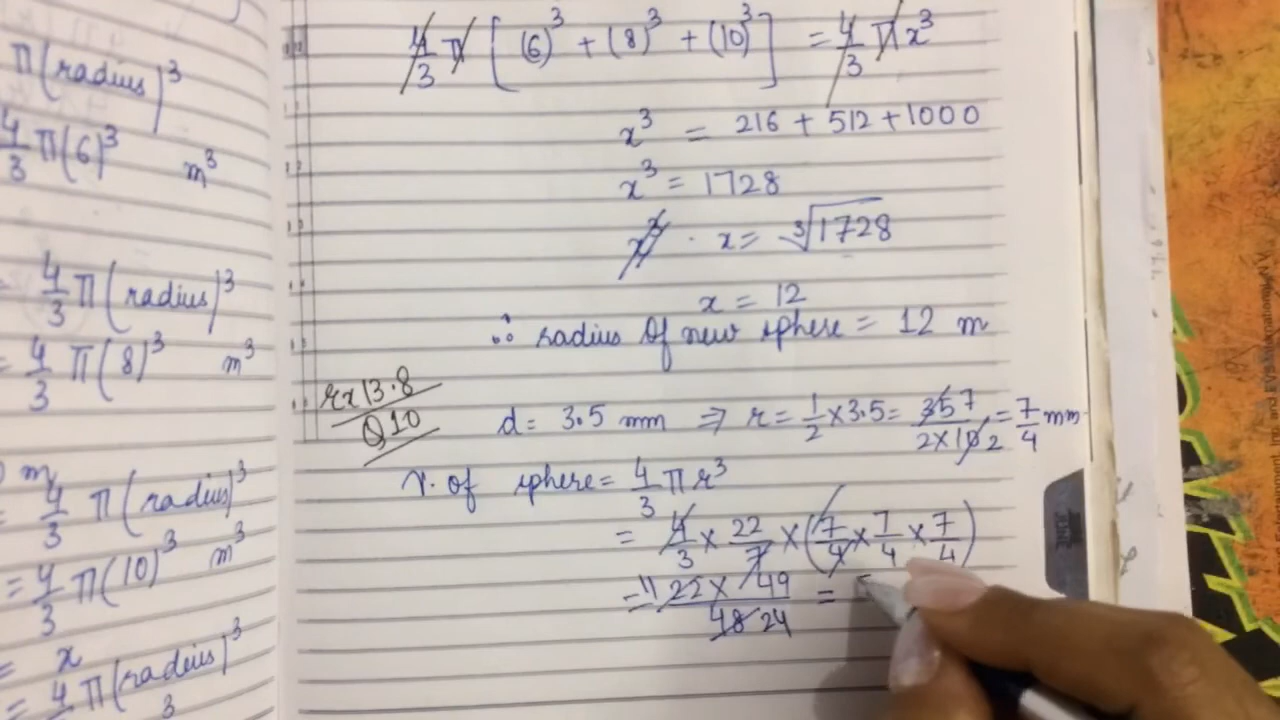 π(radius)³
4/3 π(6)³ m³
4/3 π(radius)³
= 4/3 π(8)³ m³
m
= 4/3 π(radius)³
= 4/3 π(10)³ m³
= x
= 4/3 π(radius)³
3
4/3 π [(6)³ + (8)³ + (10)³] = 4/3 π x³
x³ = 216 + 512 + 1000
x³ = 1728
x = ³√1728
x = 12
∴ radius of new sphere = 12 m
Ex 13.8
Q10
d = 3.5 mm ⇒ r = 1/2 × 3.5 = 35 7/2×10 2 = 7/4 mm
V. of sphere = 4/3 π r³
= 4/3 × 22/7 × (7/4 × 7/4 × 7/4)
= 11 22 × 49/48 24 =